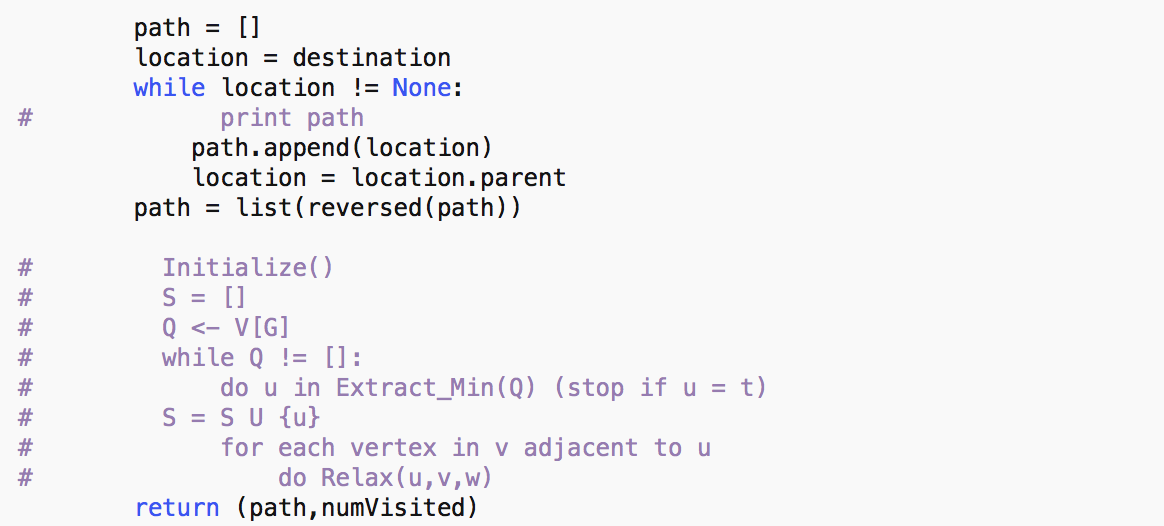 path = []
        location = destination
        while location != None:
#             print path
            path.append(location)
            location = location.parent
        path = list(reversed(path))

#         Initialize()
#         S = []
#         Q <- V[G]
#         while Q != []:
#             do u in Extract_Min(Q) (stop if u = t)
#         S = S U {u}
#             for each vertex in v adjacent to u
#                 do Relax(u,v,w)
        return (path,numVisited)